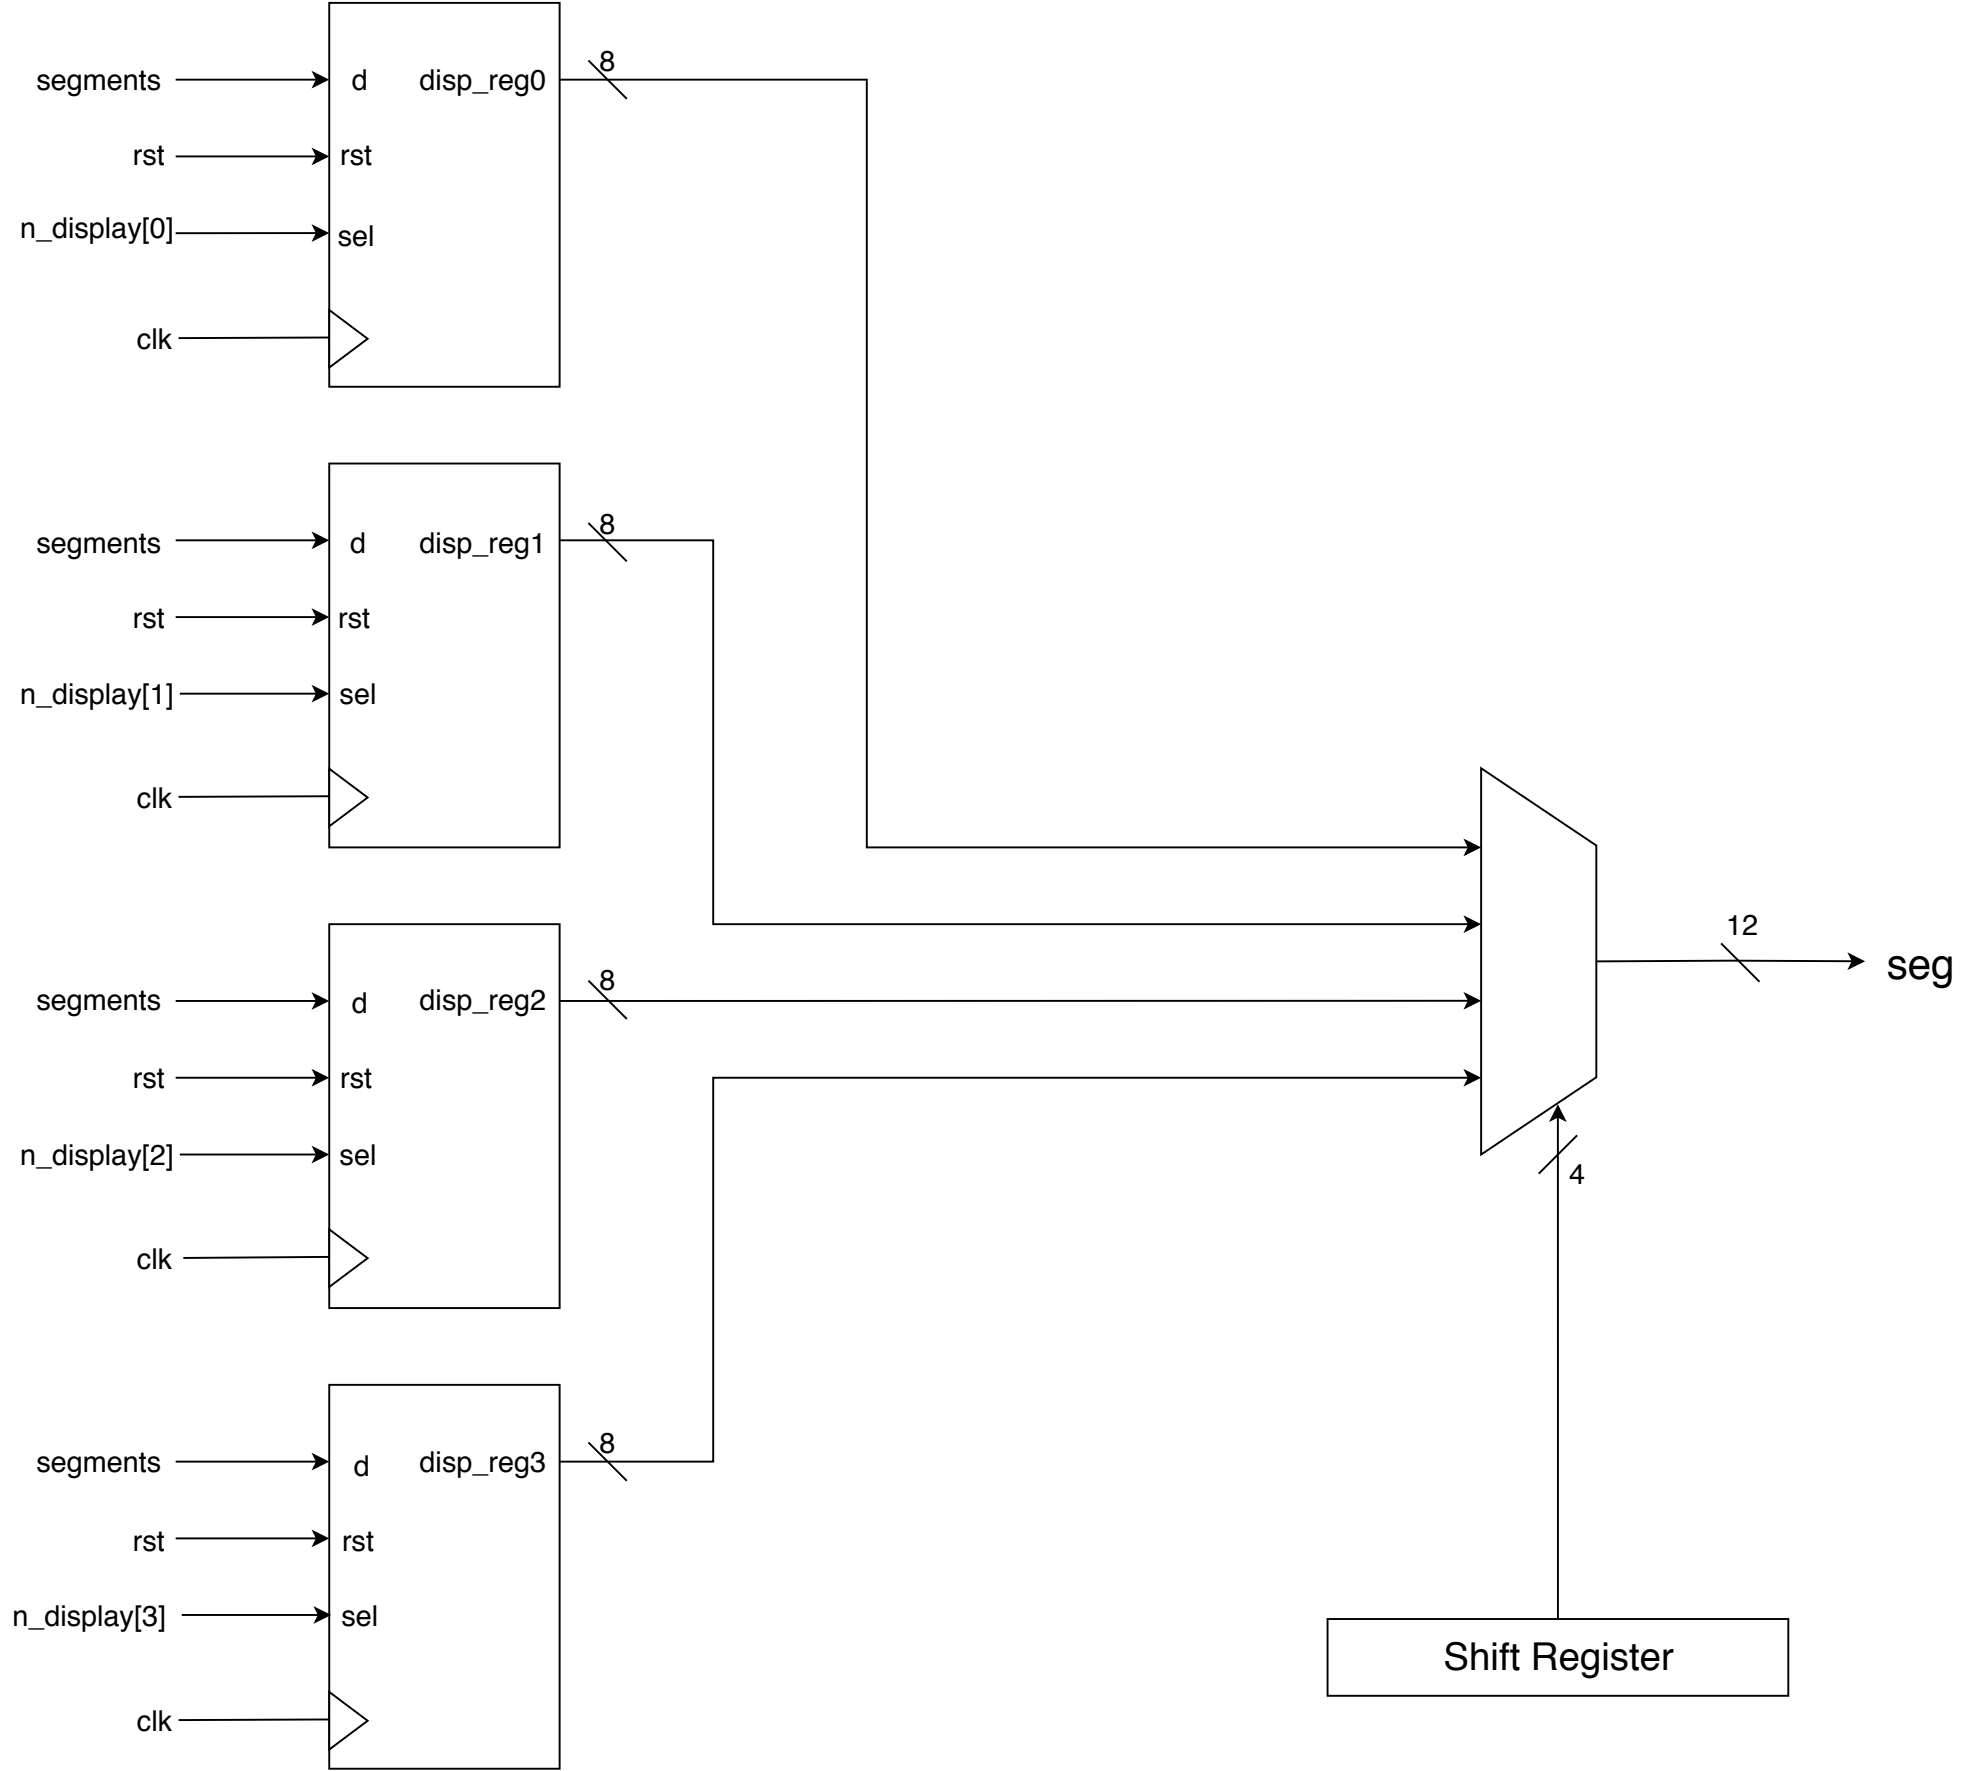 segments
d
disp_reg0
8
rst
rst
n_display[0]
sel
clk
segments
d
disp_reg1
8
rst
rst
n_display[1]
sel
clk
segments
d
disp_reg2
8
rst
rst
n_display[2]
sel
clk
segments
d
disp_reg3
8
rst
rst
n_display[3]
sel
clk
12
seg
4
Shift Register